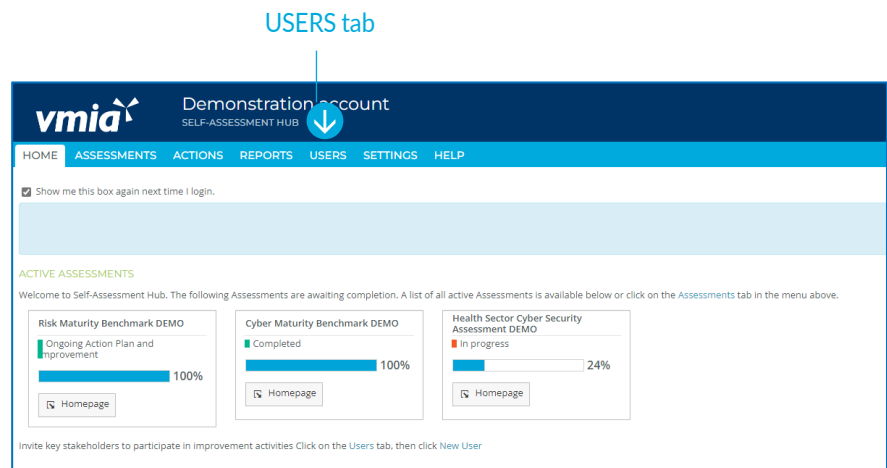 USERS tab
vmia
Demonstration account
SELF-ASSESSMENT HUB
HOME ASSESSMENTS ACTIONS REPORTS USERS SETTINGS HELP
Show me this box again next time I login.
ACTIVE ASSESSMENTS
Welcome to Self-Assessment Hub. The following Assessments are awaiting completion. A list of all active Assessments is available below or click on the Assessments tab in the menu above.
Risk Maturity Benchmark DEMO
Ongoing Action Plan and
Improvement
100%
Homepage
Cyber Maturity Benchmark DEMO
Completed
100%
Homepage
Health Sector Cyber Security
Assessment DEMO
In progress
24%
Homepage
Invite key stakeholders to participate in improvement activities Click on the Users tab, then click New User